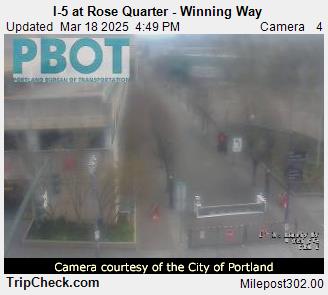 I-5 at Rose Quarter - Winning Way
Updated Mar 18 2025 4:49 PM Camera 4
PBOT
PORTLAND BUREAU OF TRANSPORTATION
Camera courtesy of the City of Portland
TripCheck.com Milepost302.00